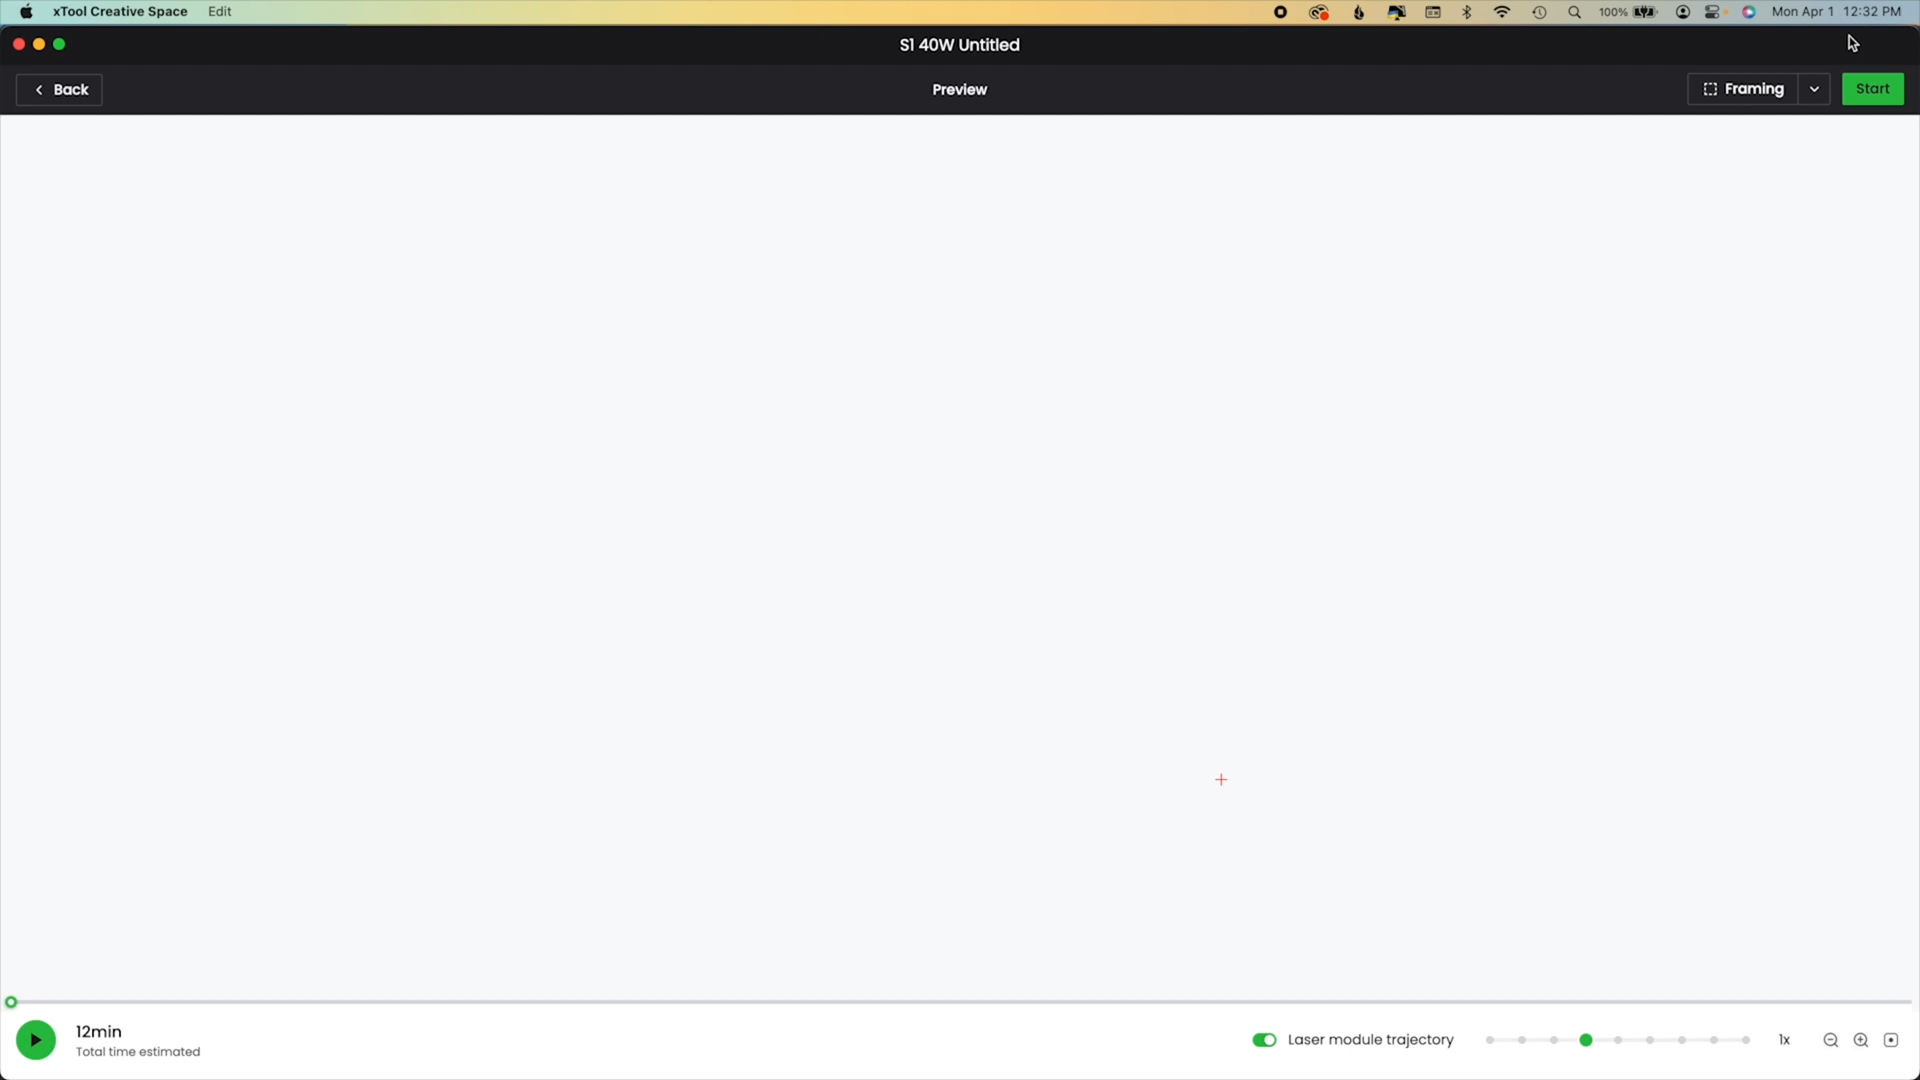 xTool Creative Space Edit 100% Mon Apr 1 12:32 PM
S1 40W Untitled
Back Preview Framing Start
12min
Total time estimated
Laser module trajectory 1x